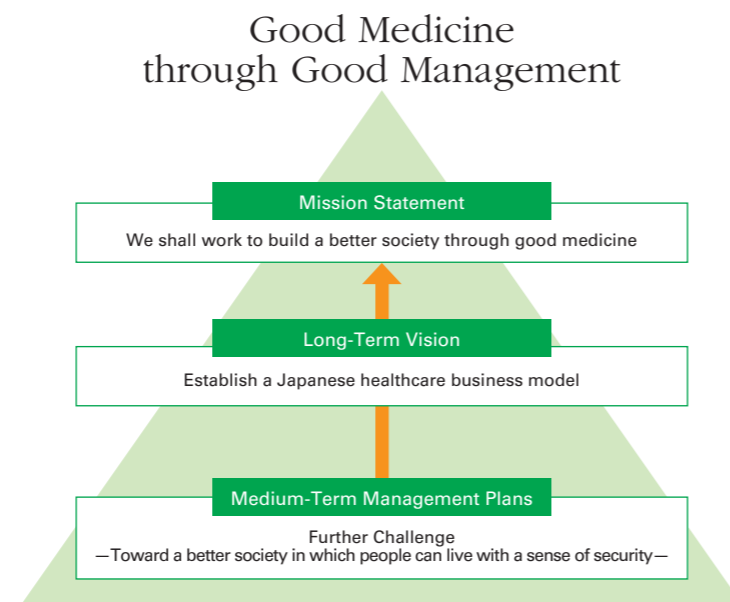 Good Medicine
through Good Management
Mission Statement
We shall work to build a better society through good medicine
Long-Term Vision
Establish a Japanese healthcare business model
Medium-Term Management Plans
Further Challenge
—Toward a better society in which people can live with a sense of security—